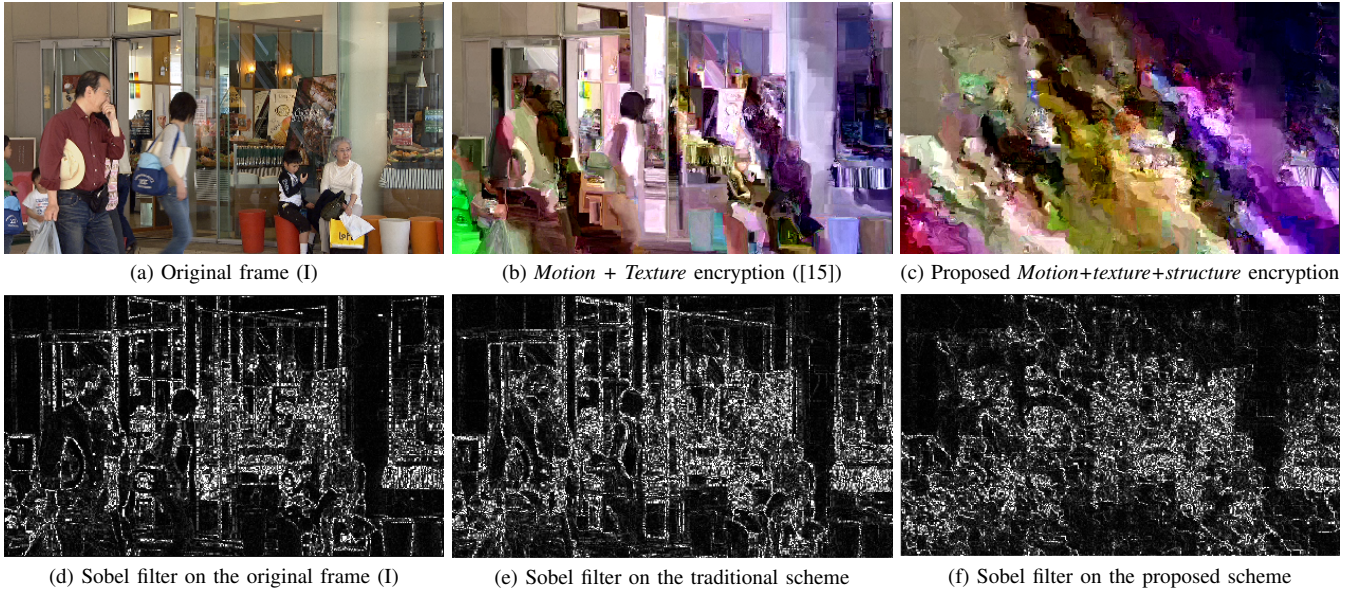 (a) Original frame (I)
(b) Motion + Texture encryption ([15])
(c) Proposed Motion+texture+structure encryption
(d) Sobel filter on the original frame (I)
(e) Sobel filter on the traditional scheme
(f) Sobel filter on the proposed scheme